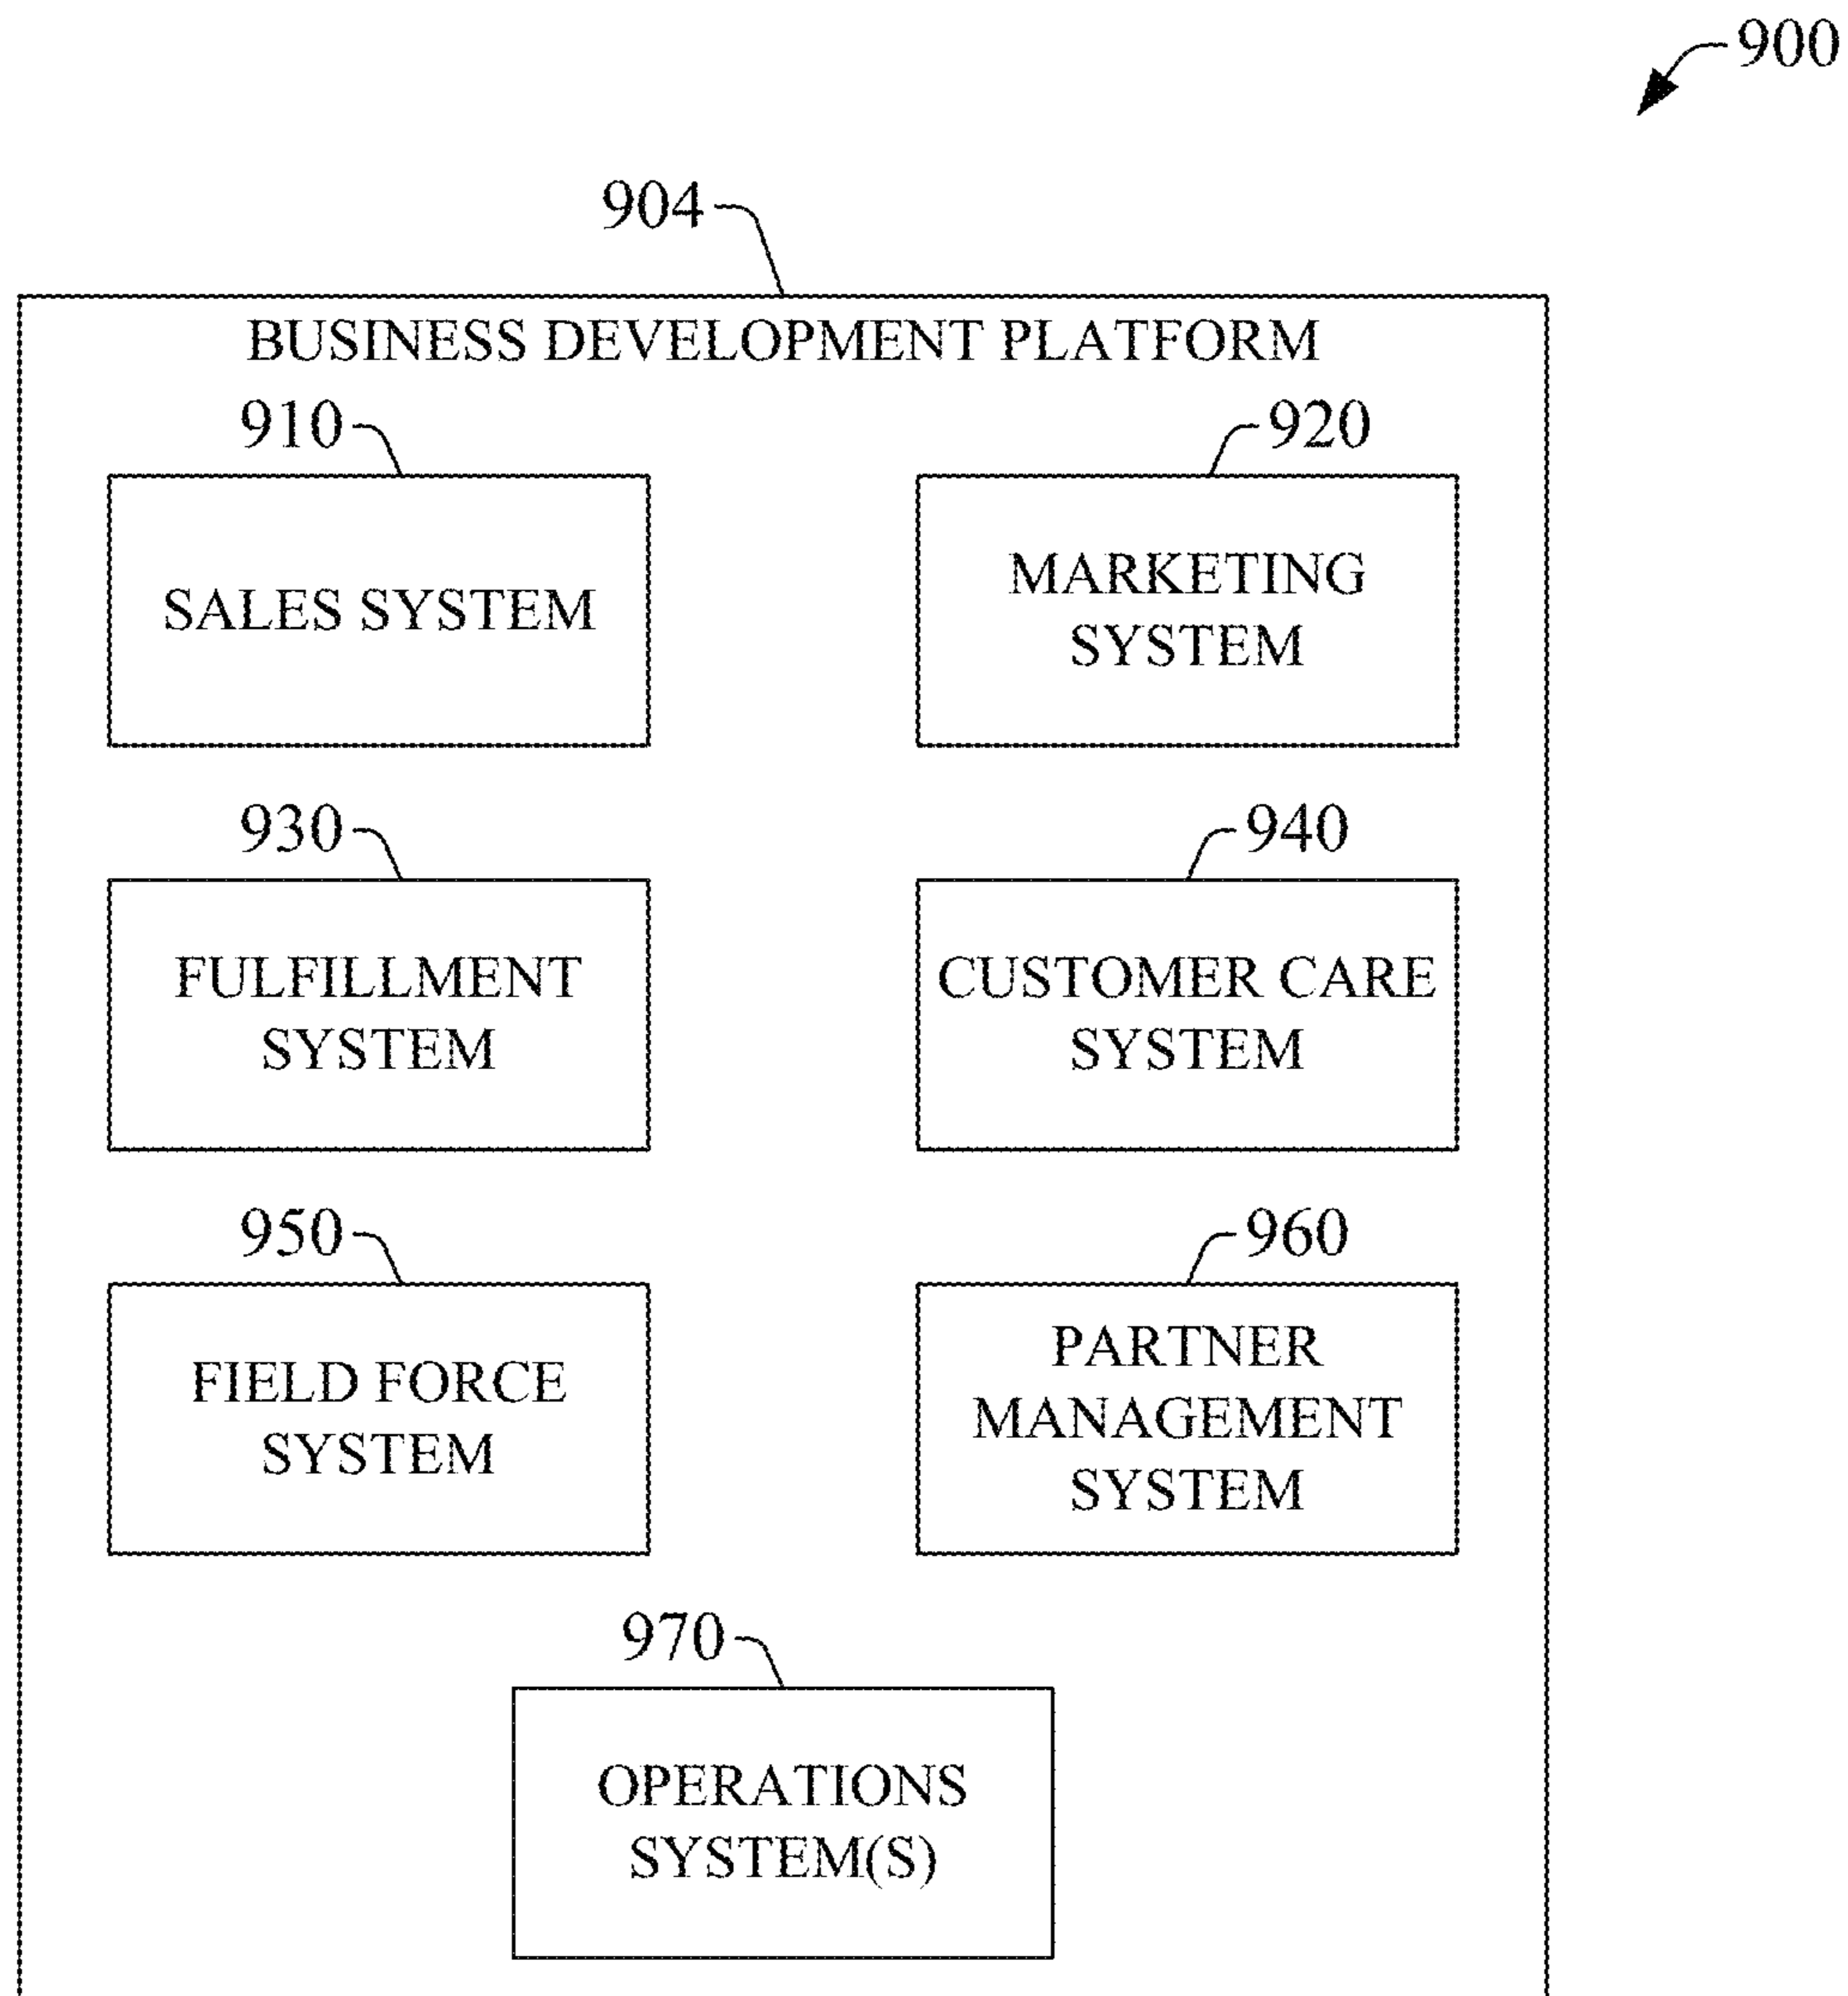 900
904
BUSINESS DEVELOPMENT PLATFORM
910
920
SALES SYSTEM
MARKETING
SYSTEM
930
940
FULFILLMENT
SYSTEM
CUSTOMER CARE
SYSTEM
950
960
FIELD FORCE
SYSTEM
PARTNER
MANAGEMENT
SYSTEM
970
OPERATIONS
SYSTEM(S)